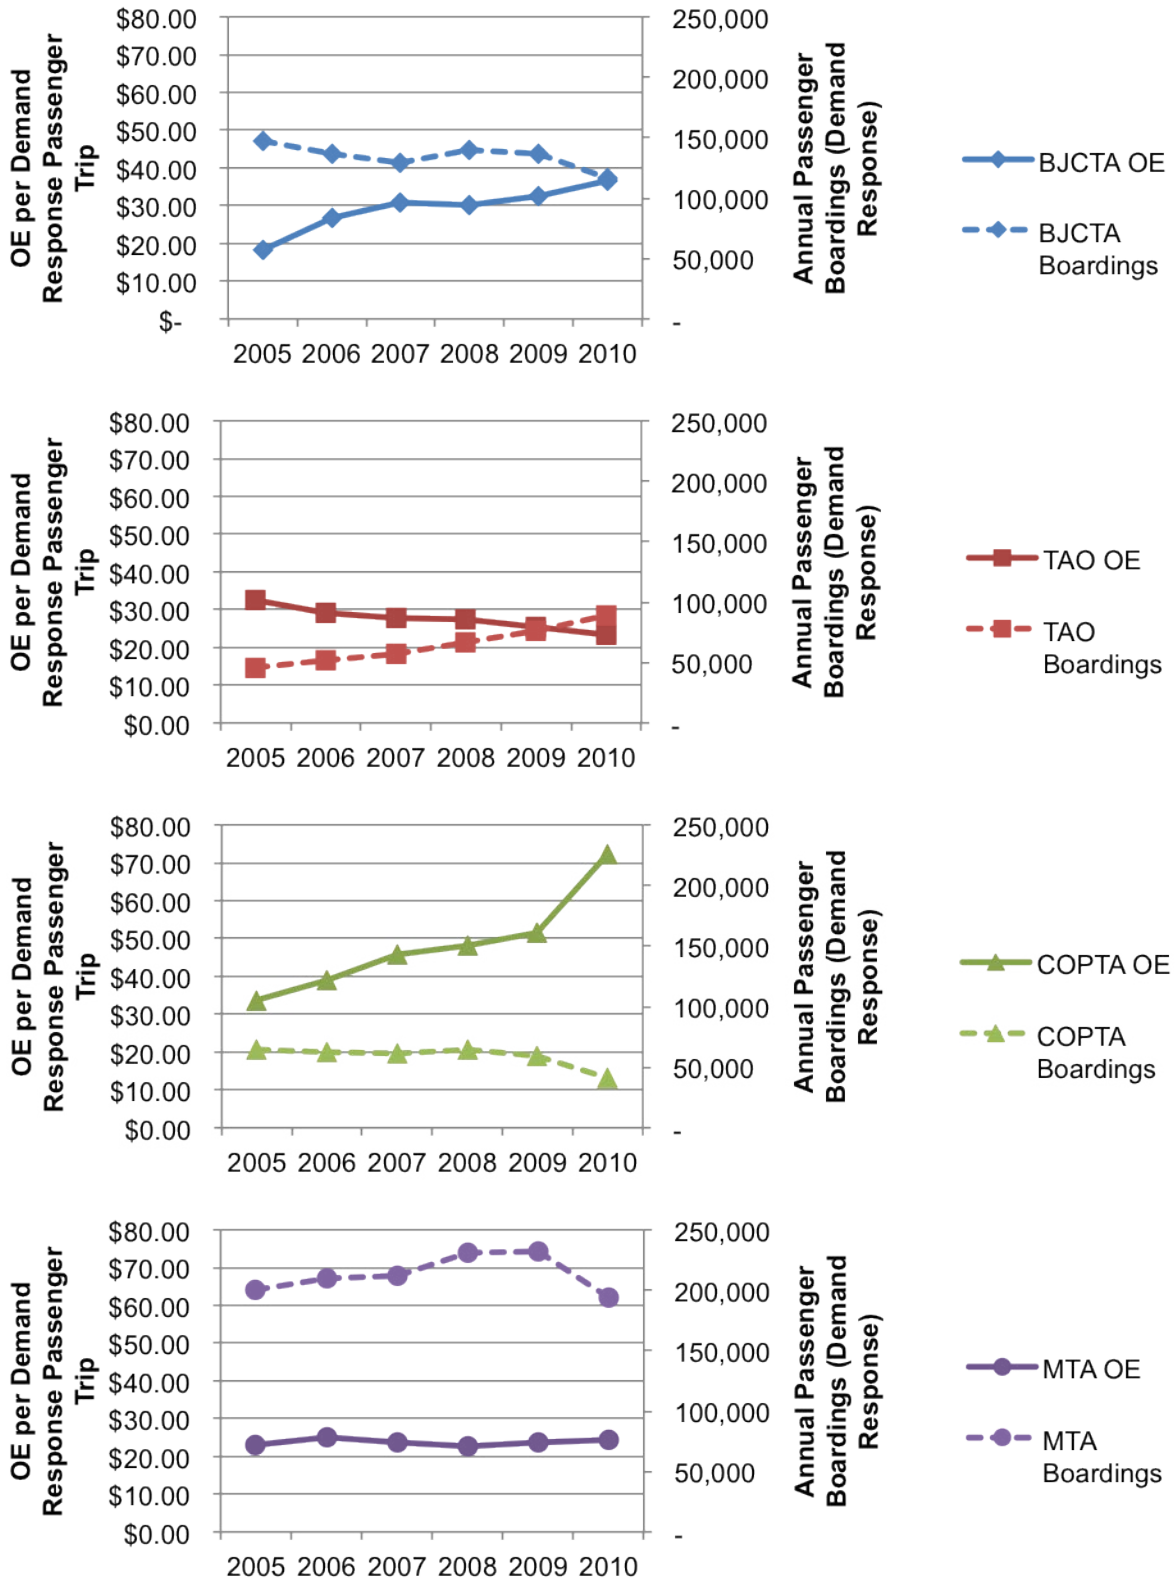 OE per Demand
Response Passenger
Trip
$80.00
$70.00
$60.00
$50.00
$40.00
$30.00
$20.00
$10.00
$-
250,000
200,000
150,000
100,000
50,000
-
Annual Passenger
Boardings (Demand
Response)
2005 2006 2007 2008 2009 2010
BJCTA OE
BJCTA
Boardings
OE per Demand
Response Passenger
Trip
$80.00
$70.00
$60.00
$50.00
$40.00
$30.00
$20.00
$10.00
$0.00
250,000
200,000
150,000
100,000
50,000
-
Annual Passenger
Boardings (Demand
Response)
2005 2006 2007 2008 2009 2010
TAO OE
TAO
Boardings
OE per Demand
Response Passenger
Trip
$80.00
$70.00
$60.00
$50.00
$40.00
$30.00
$20.00
$10.00
$0.00
250,000
200,000
150,000
100,000
50,000
-
Annual Passenger
Boardings (Demand
Response)
2005 2006 2007 2008 2009 2010
COPTA OE
COPTA
Boardings
OE per Demand
Response Passenger
Trip
$80.00
$70.00
$60.00
$50.00
$40.00
$30.00
$20.00
$10.00
$0.00
250,000
200,000
150,000
100,000
50,000
-
Annual Passenger
Boardings (Demand
Response)
2005 2006 2007 2008 2009 2010
MTA OE
MTA
Boardings